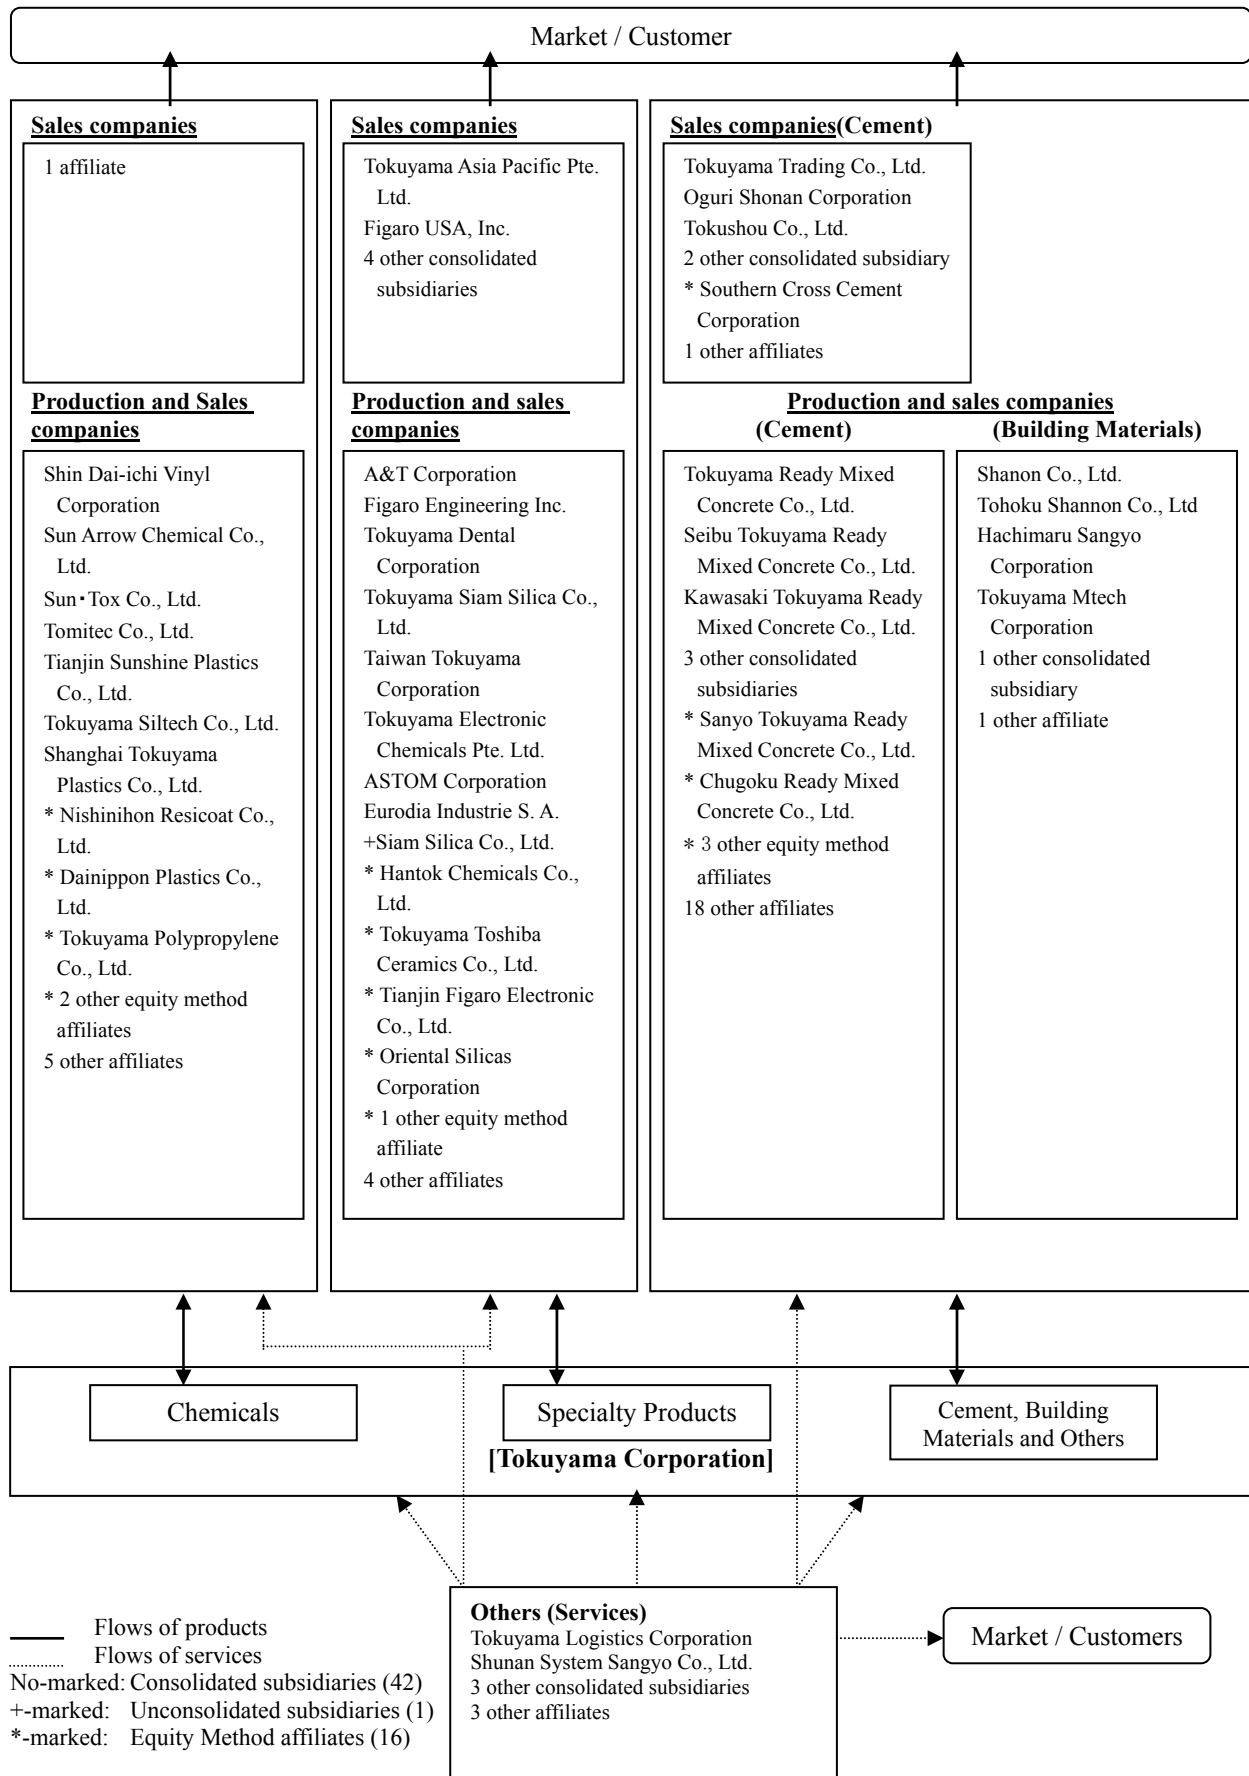 Market / Customer
Sales companies
1 affiliate
Production and Sales
companies
Shin Dai-ichi Vinyl
Corporation
Sun Arrow Chemical Co.,
Ltd.
Sun・Tox Co., Ltd.
Tomitec Co., Ltd.
Tianjin Sunshine Plastics
Co., Ltd.
Tokuyama Siltech Co., Ltd.
Shanghai Tokuyama
Plastics Co., Ltd.
* Nishinihon Resicoat Co.,
Ltd.
* Dainippon Plastics Co.,
Ltd.
* Tokuyama Polypropylene
Co., Ltd.
* 2 other equity method
affiliates
5 other affiliates
Sales companies
Tokuyama Asia Pacific Pte.
Ltd.
Figaro USA, Inc.
4 other consolidated
subsidiaries
Production and sales
companies
A&T Corporation
Figaro Engineering Inc.
Tokuyama Dental
Corporation
Tokuyama Siam Silica Co.,
Ltd.
Taiwan Tokuyama
Corporation
Tokuyama Electronic
Chemicals Pte. Ltd.
ASTOM Corporation
Eurodia Industrie S. A.
+Siam Silica Co., Ltd.
* Hantok Chemicals Co.,
Ltd.
* Tokuyama Toshiba
Ceramics Co., Ltd.
* Tianjin Figaro Electronic
Co., Ltd.
* Oriental Silicas
Corporation
* 1 other equity method
affiliate
4 other affiliates
Sales companies(Cement)
Tokuyama Trading Co., Ltd.
Oguri Shonan Corporation
Tokushou Co., Ltd.
2 other consolidated subsidiary
* Southern Cross Cement
Corporation
1 other affiliates
Production and sales companies
(Cement)
Tokuyama Ready Mixed
Concrete Co., Ltd.
Seibu Tokuyama Ready
Mixed Concrete Co., Ltd.
Kawasaki Tokuyama Ready
Mixed Concrete Co., Ltd.
3 other consolidated
subsidiaries
* Sanyo Tokuyama Ready
Mixed Concrete Co., Ltd.
* Chugoku Ready Mixed
Concrete Co., Ltd.
* 3 other equity method
affiliates
18 other affiliates
(Building Materials)
Shanon Co., Ltd.
Tohoku Shannon Co., Ltd
Hachimaru Sangyo
Corporation
Tokuyama Mtech
Corporation
1 other consolidated
subsidiary
1 other affiliate
Chemicals
Specialty Products
Cement, Building
Materials and Others
[Tokuyama Corporation]
Others (Services)
Tokuyama Logistics Corporation
Shunan System Sangyo Co., Ltd.
3 other consolidated subsidiaries
3 other affiliates
Market / Customers
Flows of products
Flows of services
No-marked: Consolidated subsidiaries (42)
+-marked: Unconsolidated subsidiaries (1)
*-marked: Equity Method affiliates (16)